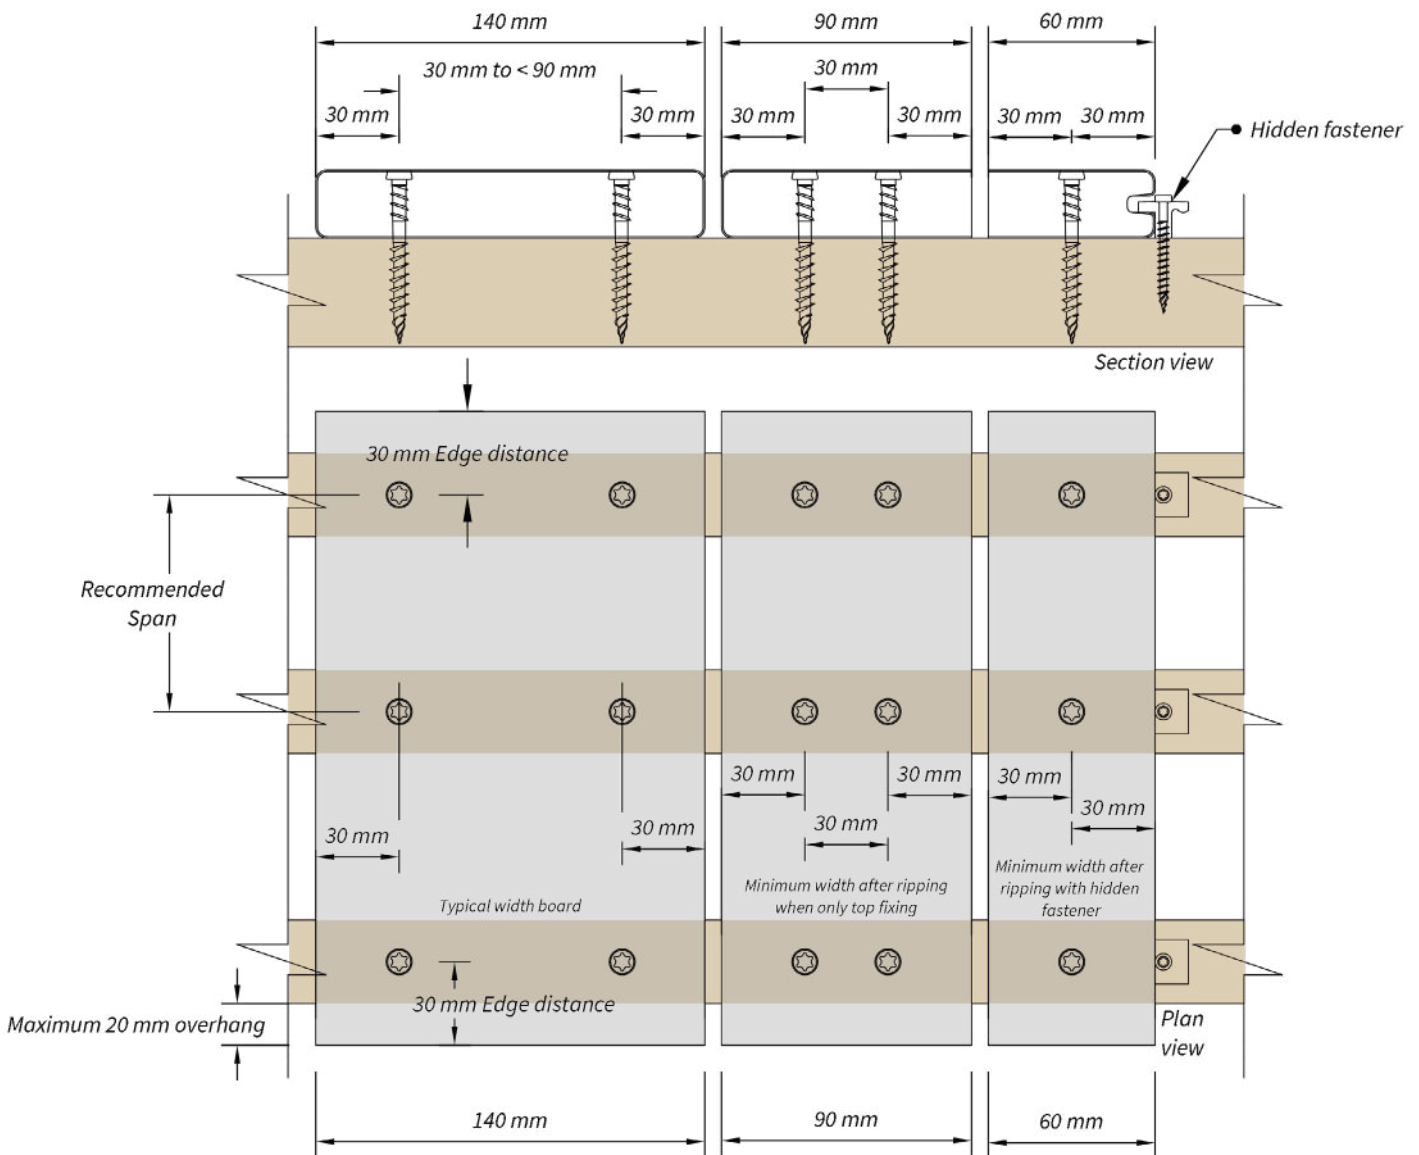 140 mm
90 mm
60 mm
30 mm to < 90 mm
30 mm
30 mm
30 mm
30 mm
30 mm
30 mm
30 mm
Hidden fastener
Section view
30 mm Edge distance
Recommended
Span
30 mm
30 mm
30 mm
30 mm
30 mm
30 mm
30 mm
Typical width board
Minimum width after ripping
when only top fixing
Minimum width after
ripping with hidden
fastener
30 mm Edge distance
Maximum 20 mm overhang
Plan
view
140 mm
90 mm
60 mm